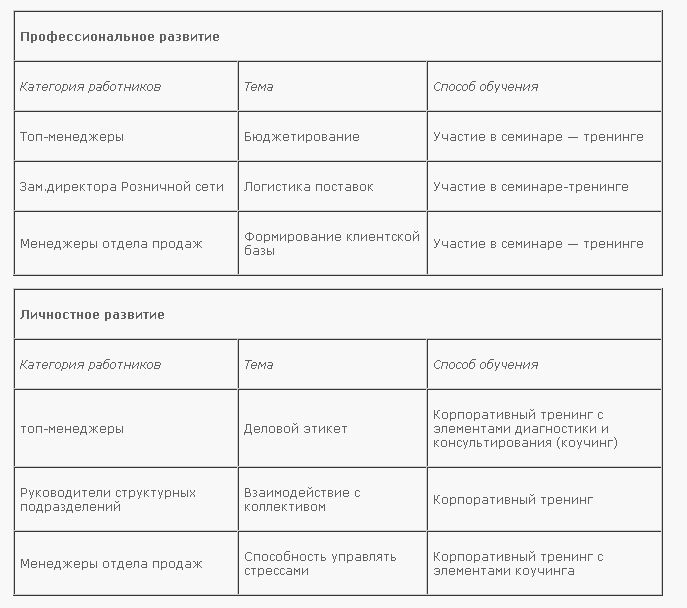 Профессиональное развитие
Категория работников
Тема
Способ обучения
Топ-менеджеры
Бюджетирование
Участие в семинаре — тренинге
Зам.директора Розничной сети
Логистика поставок
Участие в семинаре-тренинге
Менеджеры отдела продаж
Формирование клиентской
базы
Участие в семинаре — тренинге
Личностное развитие
Категория работников
Тема
Способ обучения
топ-менеджеры
Деловой этикет
Корпоративный тренинг с
элементами диагностики и
консультирования (коучинг)
Руководители структурных
подразделений
Взаимодействие с
коллективом
Корпоративный тренинг
Менеджеры отдела продаж
Способность управлять
стрессами
Корпоративный тренинг с
элементами коучинга